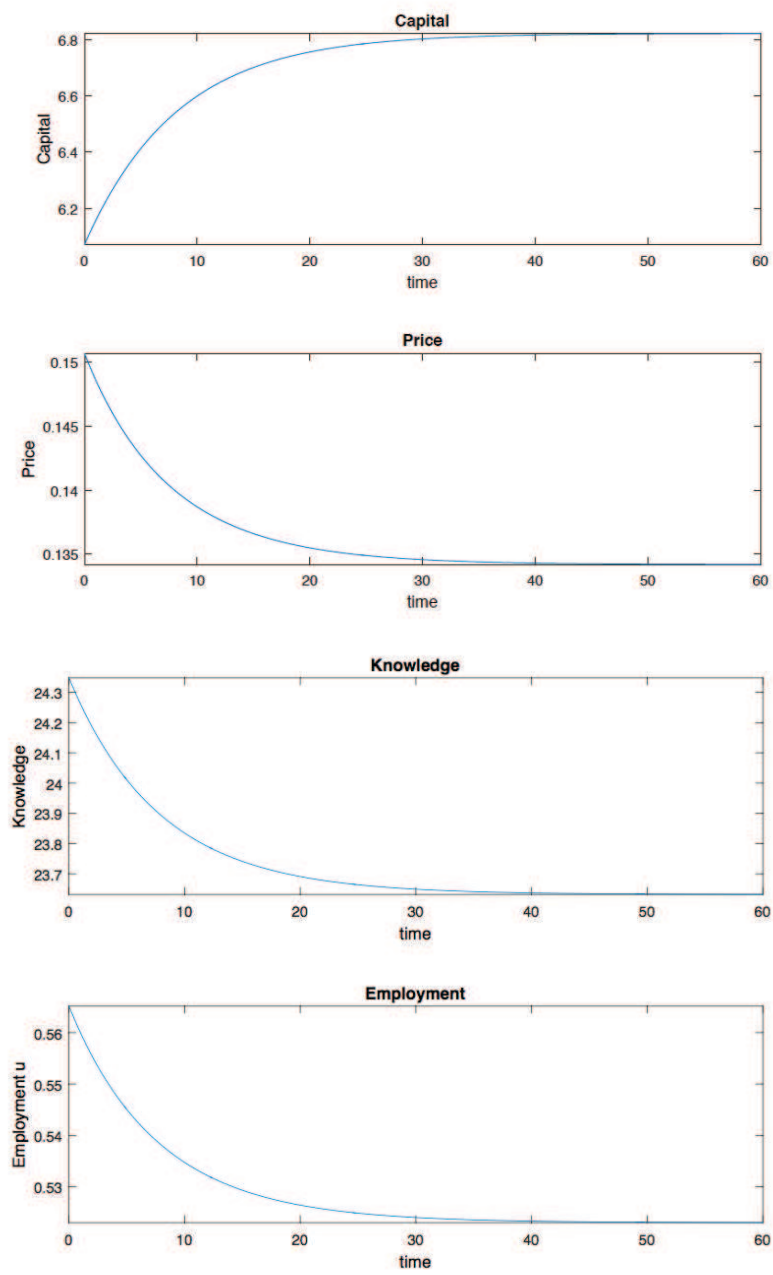 Capital
Capital
6.8
6.6
6.4
6.2
0 10 20 30 40 50 60
time
Price
Price
0.15
0.145
0.14
0.135
0 10 20 30 40 50 60
time
Knowledge
Knowledge
24.3
24.2
24.1
24
23.9
23.8
23.7
0 10 20 30 40 50 60
time
Employment
Employment u
0.56
0.55
0.54
0.53
0 10 20 30 40 50 60
time